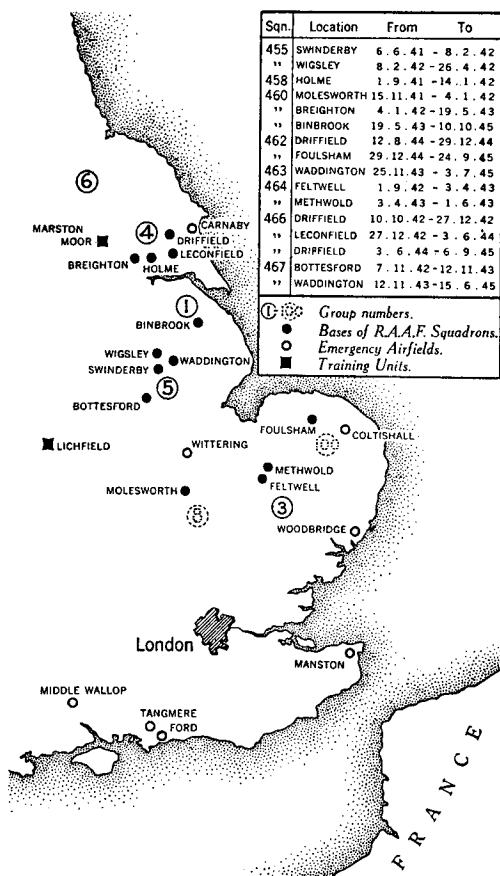 Sqn. Location From To
455 SWINDERBY 6.6.41 - 8.2.42
" WIGSLEY 8.2.42 - 26.4.42
458 HOLME 1.9.41 - 14.1.42
460 MOLESWORTH 15.11.41 - 4.1.42
" BREIGHTON 4.1.42 - 19.5.43
" BINBROOK 19.5.43 - 10.10.45
462 DRIFFIELD 12.8.44 - 29.12.44
" FOULSHAM 29.12.44 - 24.9.45
463 WADDINGTON 25.11.43 - 3.7.45
464 FELTWELL 1.9.42 - 3.4.43
" METHWOLD 3.4.43 - 1.6.43
466 DRIFFIELD 10.10.42 - 27.12.42
" LECONFIELD 27.12.42 - 3.6.44
" DRIFFIELD 3.6.44 - 6.9.45
467 BOTTESFORD 7.11.42 - 12.11.43
" WADDINGTON 12.11.43 - 15.6.45
1 Group numbers.
Bases of R.A.A.F. Squadrons.
Emergency Airfields.
Training Units.
6
MARSTON
MOOR
4
CARNABY
DRIFFIELD
LECONFIELD
BREIGHTON
HOLME
1
BINBROOK
WIGSLEY
WADDINGTON
SWINDERBY
5
BOTTESFORD
FOULSHAM
COLTISHALL
LICHFIELD
WITTERING
METHWOLD
FELTWELL
MOLESWORTH
8
3
WOODBRIDGE
London
MANSTON
MIDDLE WALLOP
TANGMERE
FORD
FRANCE